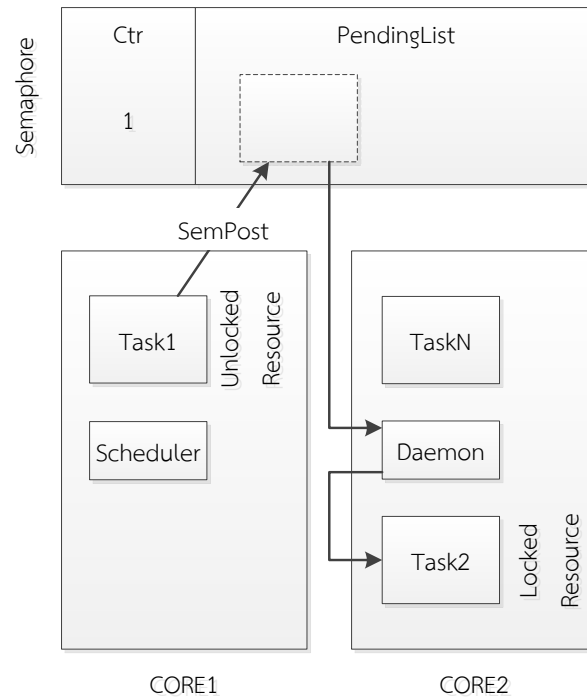 Semaphore
Ctr
PendingList
1
SemPost
Task1
Unlocked
Resource
Scheduler
TaskN
Daemon
Task2
Locked
Resource
CORE1
CORE2